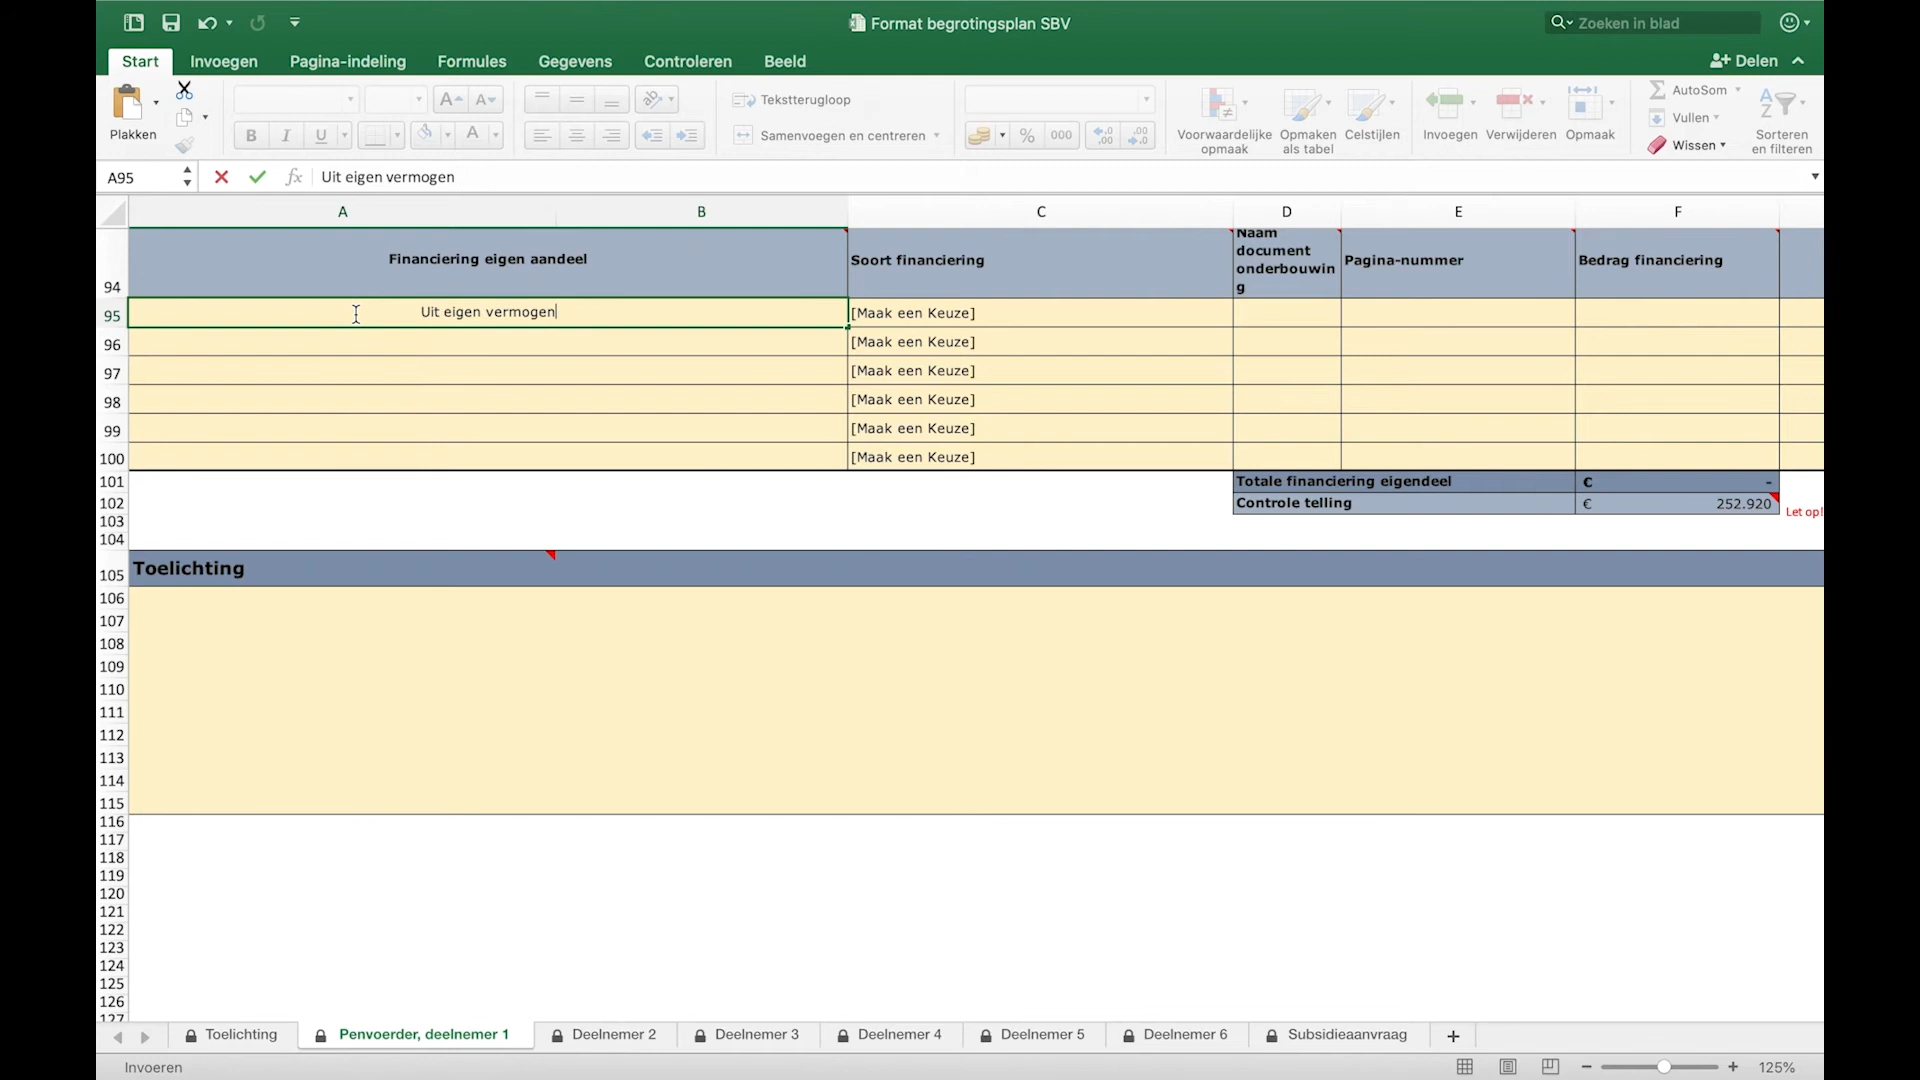 Format begrotingsplan SBV
Zoeken in blad
Start Invoegen Pagina-indeling Formules Gegevens Controleren Beeld Delen
Plakken
A A
B I U A
Tekstterugloop
Samenvoegen en centreren
% 000
Voorwaardelijke
opmaak
Opmaken
als tabel
Celstijlen
Invoegen Verwijderen Opmaak
AutoSom
Vullen
Wissen
Sorteren
en filteren
A95 fx Uit eigen vermogen
A B C D E F
94 Financiering eigen aandeel Soort financiering
Naam
document
onderbouwin
g
Pagina-nummer Bedrag financiering
95 Uit eigen vermogen [Maak een Keuze]
96 [Maak een Keuze]
97 [Maak een Keuze]
98 [Maak een Keuze]
99 [Maak een Keuze]
100 [Maak een Keuze]
101 Totale financiering eigendeel € -
102 Controle telling € 252.920
Let op!
103
104
105 Toelichting
106
107
108
109
110
111
112
113
114
115
116
117
118
119
120
121
122
123
124
125
126
127
Toelichting Penvoerder, deelnemer 1 Deelnemer 2 Deelnemer 3 Deelnemer 4 Deelnemer 5 Deelnemer 6 Subsidieaanvraag +
Invoeren 125%